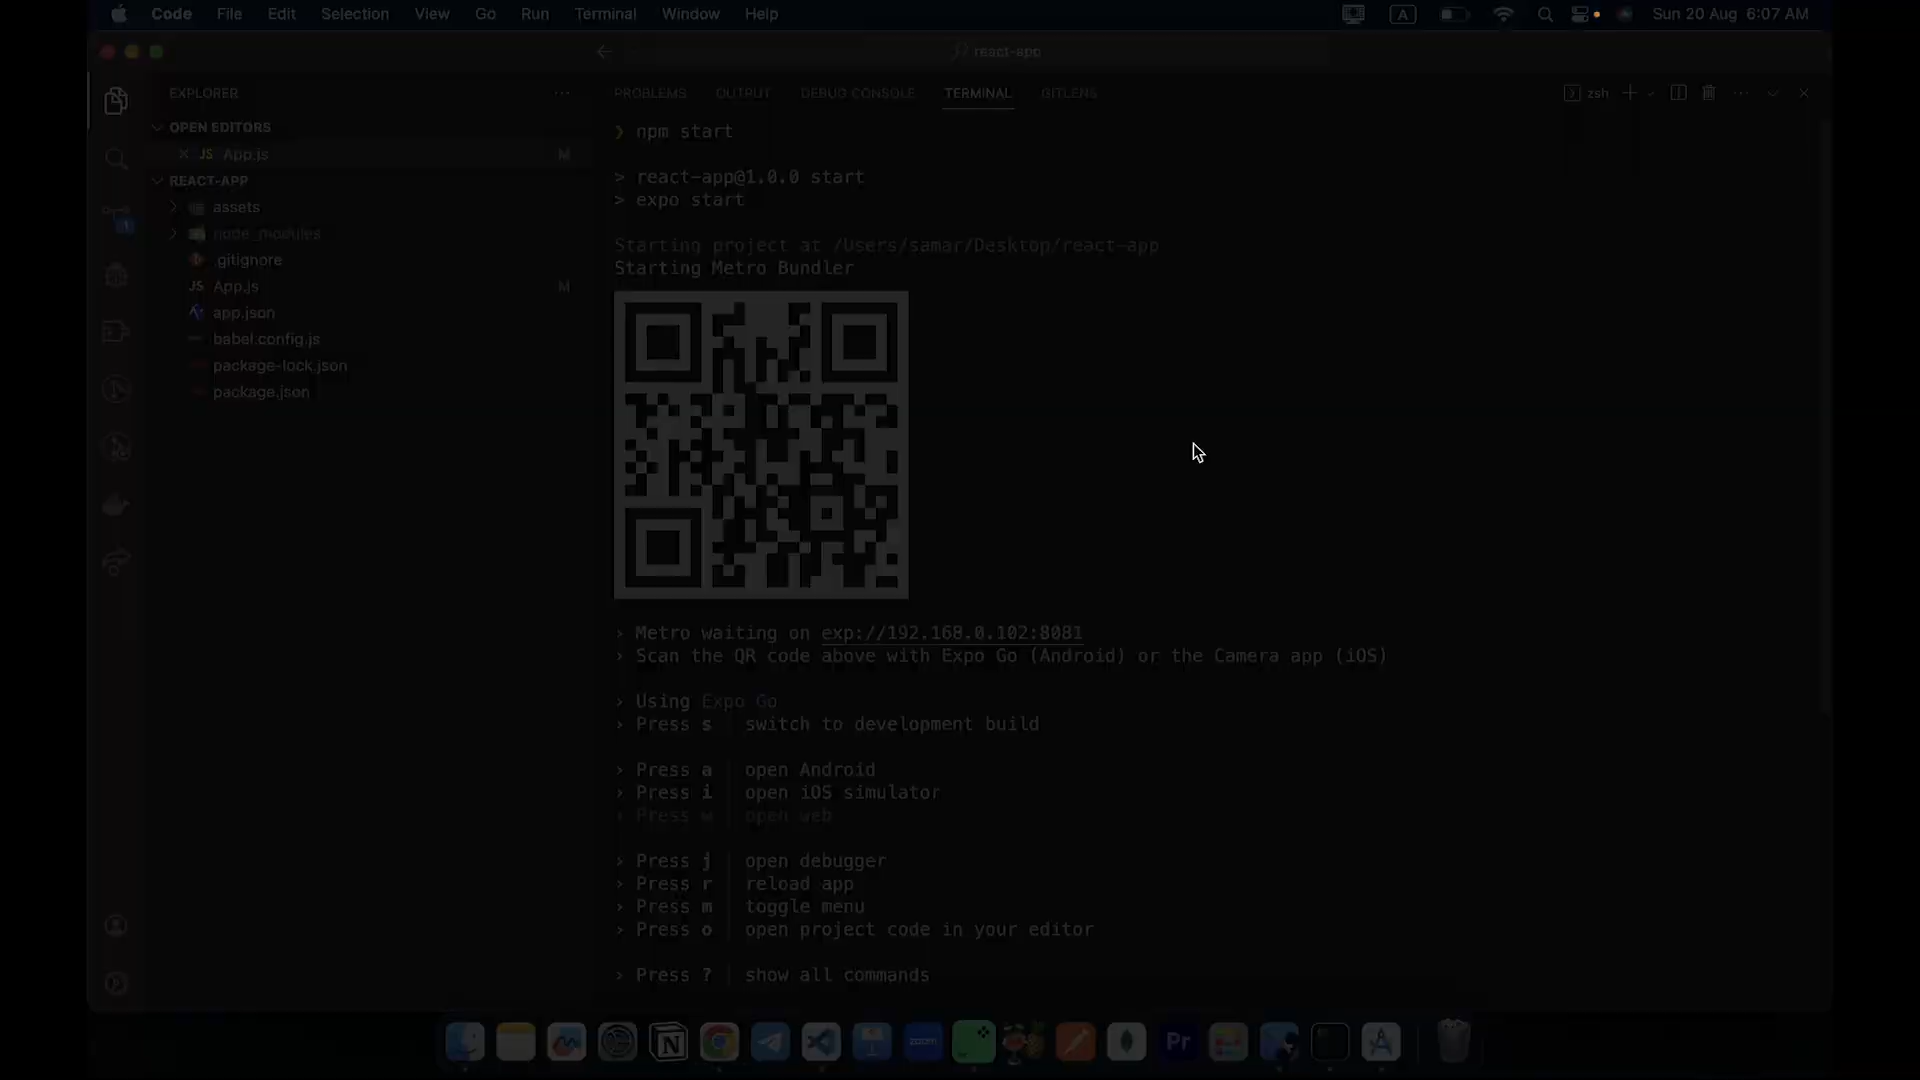 Code File Edit Selection View Go Run Terminal Window Help A Sun 20 Aug 6:07 AM
react-app
EXPLORER
OPEN EDITORS
JS App.js M
REACT-APP
assets
node_modules
.gitignore
JS App.js M
app.json
babel.config.js
package-lock.json
package.json
1
PROBLEMS OUTPUT DEBUG CONSOLE TERMINAL GITLENS zsh
❯ npm start
> react-app@1.0.0 start
> expo start
Starting project at /Users/samar/Desktop/react-app
Starting Metro Bundler
› Metro waiting on exp://192.168.0.102:8081
› Scan the QR code above with Expo Go (Android) or the Camera app (iOS)
› Using Expo Go
› Press s │ switch to development build
› Press a │ open Android
› Press i │ open iOS simulator
› Press w │ open web
› Press j │ open debugger
› Press r │ reload app
› Press m │ toggle menu
› Press o │ open project code in your editor
› Press ? │ show all commands
zoom
Pr